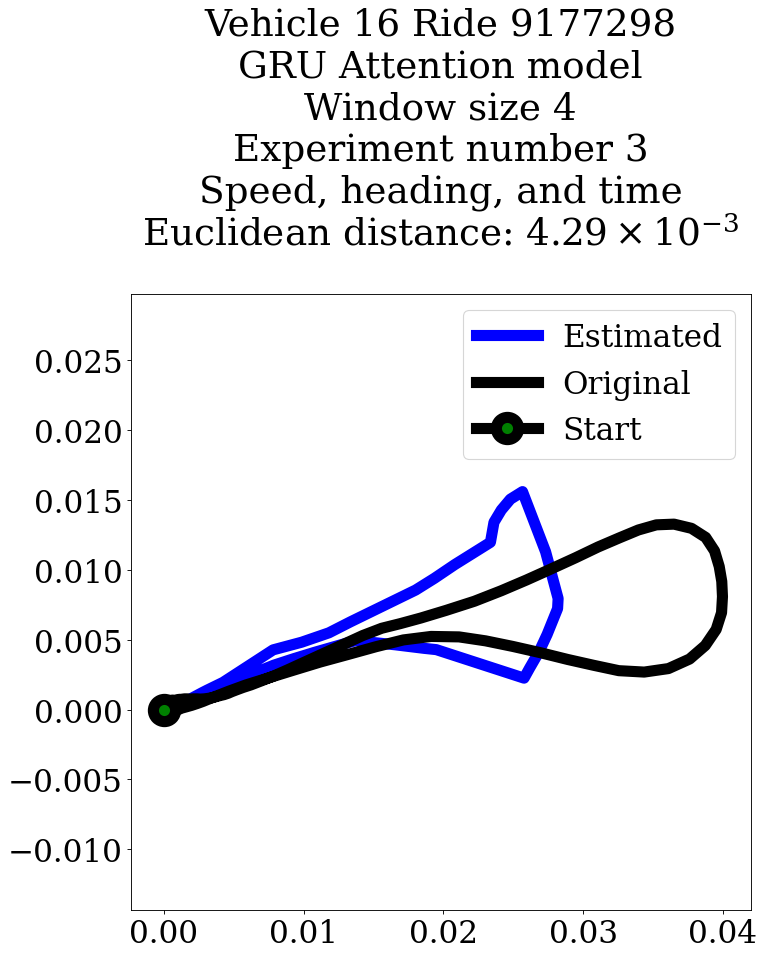 Vehicle 16 Ride 9177298
GRU Attention model
Window size 4
Experiment number 3
Speed, heading, and time
Euclidean distance: 4.29 × 10⁻³
Estimated
Original
Start
0.025
0.020
0.015
0.010
0.005
0.000
−0.005
−0.010
0.00 0.01 0.02 0.03 0.04